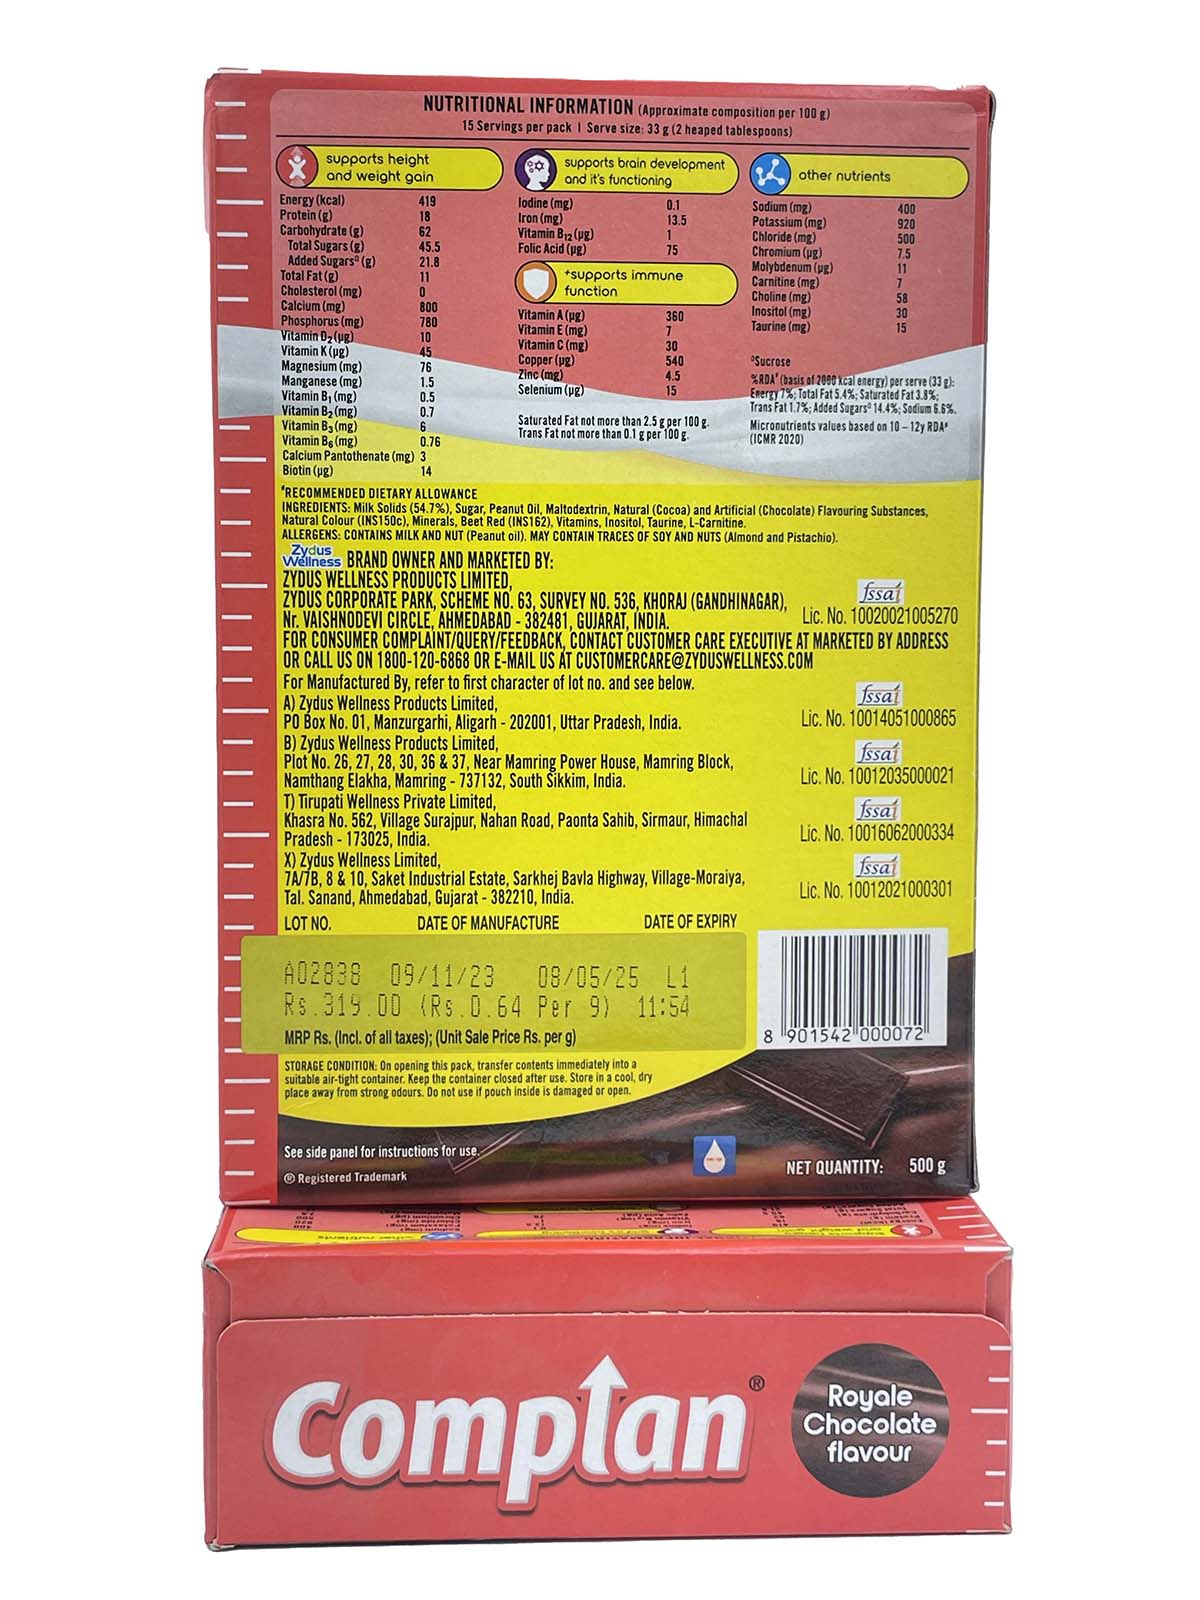 NUTRITIONAL INFORMATION (Approximate composition per 100 g)
15 Servings per pack | Serve size: 33 g (2 heaped tablespoons)
supports height
and weight gain
Energy (kcal) 419
Protein (g) 18
Carbohydrate (g) 62
Total Sugars (g) 45.5
Added Sugars° (g) 21.8
Total Fat (g) 11
Cholesterol (mg) 0
Calcium (mg) 800
Phosphorus (mg) 780
Vitamin D₂ (µg) 10
Vitamin K (µg) 45
Magnesium (mg) 76
Manganese (mg) 1.5
Vitamin B₁ (mg) 0.5
Vitamin B₂ (mg) 0.7
Vitamin B₃ (mg) 6
Vitamin B₆ (mg) 0.76
Calcium Pantothenate (mg) 3
Biotin (µg) 14
supports brain development
and it's functioning
Iodine (mg) 0.1
Iron (mg) 13.5
Vitamin B₁₂ (µg) 1
Folic Acid (µg) 75
+supports immune
function
Vitamin A (µg) 360
Vitamin E (mg) 7
Vitamin C (mg) 30
Copper (µg) 540
Zinc (mg) 4.5
Selenium (µg) 15
Saturated Fat not more than 2.5 g per 100 g.
Trans Fat not more than 0.1 g per 100 g.
other nutrients
Sodium (mg) 400
Potassium (mg) 920
Chloride (mg) 500
Chromium (µg) 7.5
Molybdenum (µg) 11
Carnitine (mg) 7
Choline (mg) 58
Inositol (mg) 30
Taurine (mg) 15
°Sucrose
%RDA# (basis of 2000 kcal energy) per serve (33 g):
Energy 7%; Total Fat 5.4%; Saturated Fat 3.8%;
Trans Fat 1.7%; Added Sugars° 14.4%; Sodium 6.6%.
Micronutrients values based on 10 – 12y RDA#
(ICMR 2020)
#RECOMMENDED DIETARY ALLOWANCE
INGREDIENTS: Milk Solids (54.7%), Sugar, Peanut Oil, Maltodextrin, Natural (Cocoa) and Artificial (Chocolate) Flavouring Substances,
Natural Colour (INS150c), Minerals, Beet Red (INS162), Vitamins, Inositol, Taurine, L-Carnitine.
ALLERGENS: CONTAINS MILK AND NUT (Peanut oil). MAY CONTAIN TRACES OF SOY AND NUTS (Almond and Pistachio).
Zydus
Wellness BRAND OWNER AND MARKETED BY:
ZYDUS WELLNESS PRODUCTS LIMITED,
ZYDUS CORPORATE PARK, SCHEME NO. 63, SURVEY NO. 536, KHORAJ (GANDHINAGAR),
Nr. VAISHNODEVI CIRCLE, AHMEDABAD - 382481, GUJARAT, INDIA.
fssai
Lic. No. 10020021005270
FOR CONSUMER COMPLAINT/QUERY/FEEDBACK, CONTACT CUSTOMER CARE EXECUTIVE AT MARKETED BY ADDRESS
OR CALL US ON 1800-120-6868 OR E-MAIL US AT CUSTOMERCARE@ZYDUSWELLNESS.COM
For Manufactured By, refer to first character of lot no. and see below.
A) Zydus Wellness Products Limited,
PO Box No. 01, Manzurgarhi, Aligarh - 202001, Uttar Pradesh, India.
fssai
Lic. No. 10014051000865
B) Zydus Wellness Products Limited,
Plot No. 26, 27, 28, 30, 36 & 37, Near Mamring Power House, Mamring Block,
Namthang Elakha, Mamring - 737132, South Sikkim, India.
fssai
Lic. No. 10012035000021
T) Tirupati Wellness Private Limited,
Khasra No. 562, Village Surajpur, Nahan Road, Paonta Sahib, Sirmaur, Himachal
Pradesh - 173025, India.
fssai
Lic. No. 10016062000334
X) Zydus Wellness Limited,
7A/7B, 8 & 10, Saket Industrial Estate, Sarkhej Bavla Highway, Village-Moraiya,
Tal. Sanand, Ahmedabad, Gujarat - 382210, India.
fssai
Lic. No. 10012021000301
LOT NO. DATE OF MANUFACTURE DATE OF EXPIRY
A02838 09/11/23 08/05/25 L1
Rs.319.00 (Rs.0.64 Per 9) 11:54
MRP Rs. (Incl. of all taxes); (Unit Sale Price Rs. per g)
8 901542 000072
STORAGE CONDITION: On opening this pack, transfer contents immediately into a
suitable air-tight container. Keep the container closed after use. Store in a cool, dry
place away from strong odours. Do not use if pouch inside is damaged or open.
See side panel for instructions for use.
® Registered Trademark
NET QUANTITY: 500 g
Complan®
Royale
Chocolate
flavour